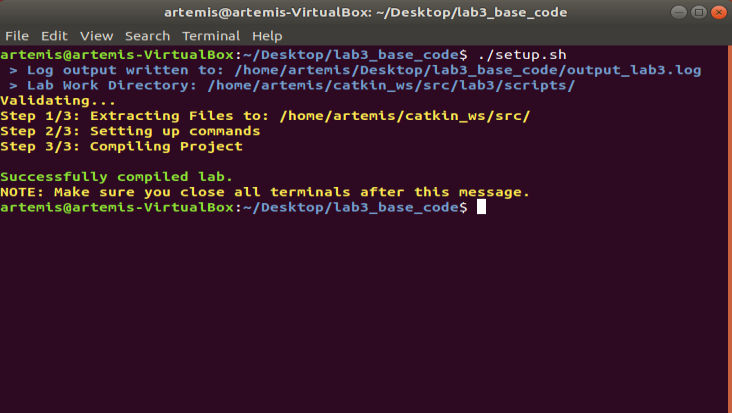 artemis@artemis-VirtualBox: ~/Desktop/lab3_base_code
File Edit View Search Terminal Help
artemis@artemis-VirtualBox:~/Desktop/lab3_base_code$ ./setup.sh
> Log output written to: /home/artemis/Desktop/lab3_base_code/output_lab3.log
> Lab Work Directory: /home/artemis/catkin_ws/src/lab3/scripts/
Validating...
Step 1/3: Extracting Files to: /home/artemis/catkin_ws/src/
Step 2/3: Setting up commands
Step 3/3: Compiling Project
Successfully compiled lab.
NOTE: Make sure you close all terminals after this message.
artemis@artemis-VirtualBox:~/Desktop/lab3_base_code$